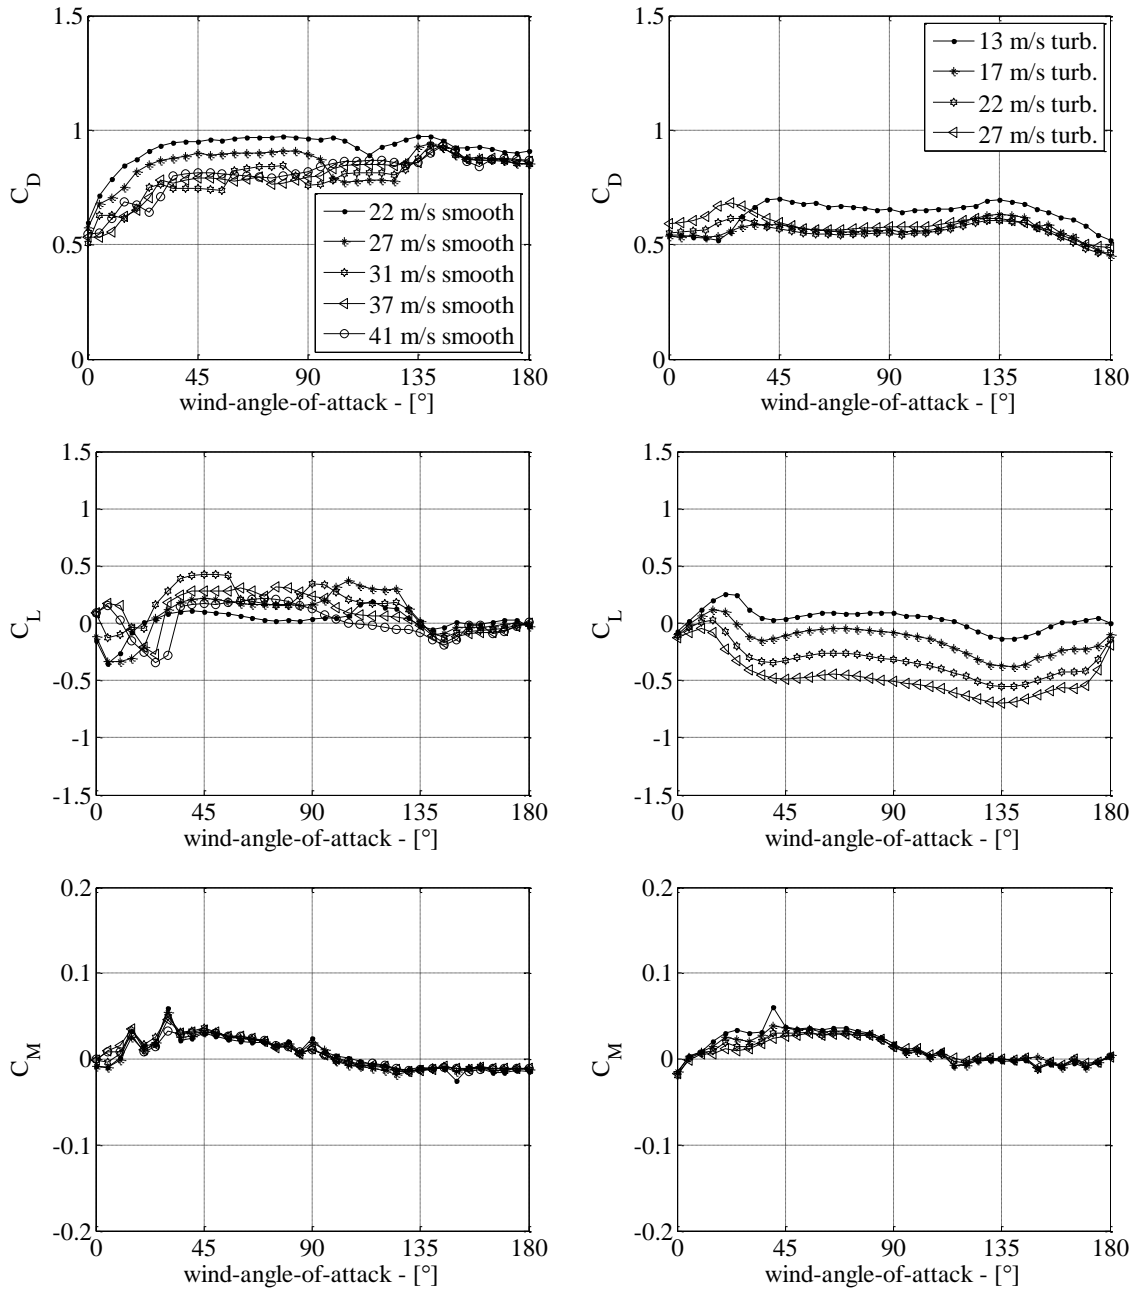 1.5
1
0.5
0
C_D
0 45 90 135 180
wind-angle-of-attack - [°]
22 m/s smooth
27 m/s smooth
31 m/s smooth
37 m/s smooth
41 m/s smooth
1.5
1
0.5
0
C_D
0 45 90 135 180
wind-angle-of-attack - [°]
13 m/s turb.
17 m/s turb.
22 m/s turb.
27 m/s turb.
1.5
1
0.5
0
-0.5
-1
-1.5
C_L
0 45 90 135 180
wind-angle-of-attack - [°]
1.5
1
0.5
0
-0.5
-1
-1.5
C_L
0 45 90 135 180
wind-angle-of-attack - [°]
0.2
0.1
0
-0.1
-0.2
C_M
0 45 90 135 180
wind-angle-of-attack - [°]
0.2
0.1
0
-0.1
-0.2
C_M
0 45 90 135 180
wind-angle-of-attack - [°]